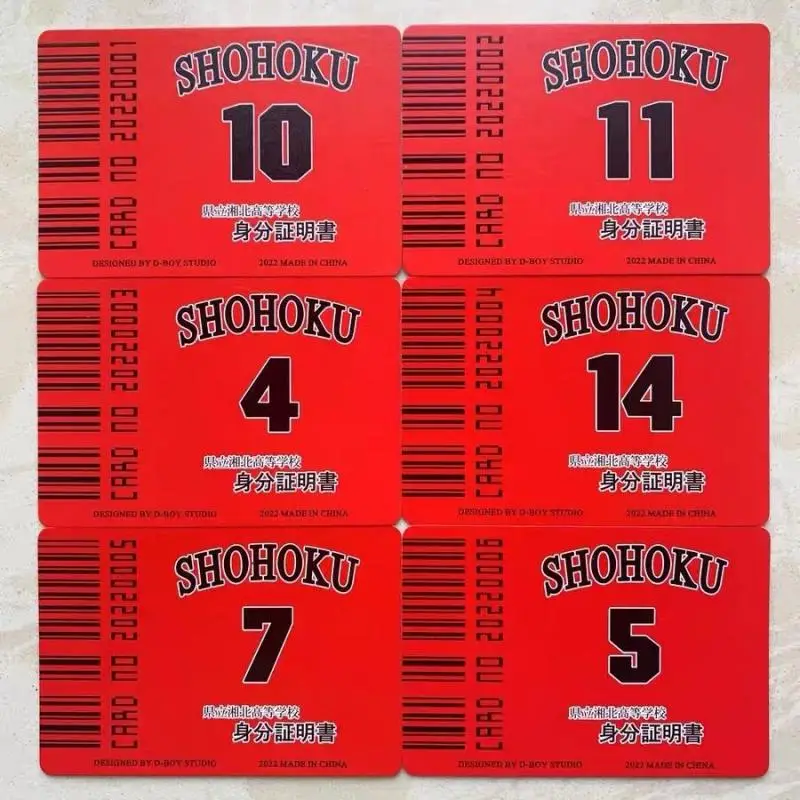 CARD NO 20220001
SHOHOKU
10
県立湘北高等学校
身分証明書
DESIGNED BY D-BOY STUDIO 2022 MADE IN CHINA
CARD NO 20220002
SHOHOKU
11
県立湘北高等学校
身分証明書
DESIGNED BY D-BOY STUDIO 2022 MADE IN CHINA
CARD NO 20220003
SHOHOKU
4
県立湘北高等学校
身分証明書
DESIGNED BY D-BOY STUDIO 2022 MADE IN CHINA
CARD NO 20220004
SHOHOKU
14
県立湘北高等学校
身分証明書
DESIGNED BY D-BOY STUDIO 2022 MADE IN CHINA
CARD NO 20220005
SHOHOKU
7
県立湘北高等学校
身分証明書
DESIGNED BY D-BOY STUDIO 2022 MADE IN CHINA
CARD NO 20220006
SHOHOKU
5
県立湘北高等学校
身分証明書
DESIGNED BY D-BOY STUDIO 2022 MADE IN CHINA